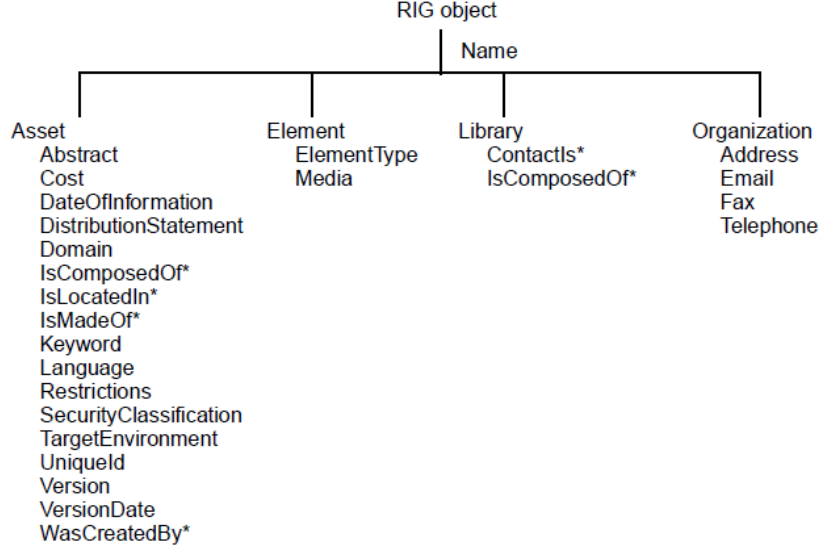 RIG object
Name
Asset
Abstract
Cost
DateOfInformation
DistributionStatement
Domain
IsComposedOf*
IsLocatedIn*
IsMadeOf*
Keyword
Language
Restrictions
SecurityClassification
TargetEnvironment
UniqueId
Version
VersionDate
WasCreatedBy*
Element
ElementType
Media
Library
ContactIs*
IsComposedOf*
Organization
Address
Email
Fax
Telephone